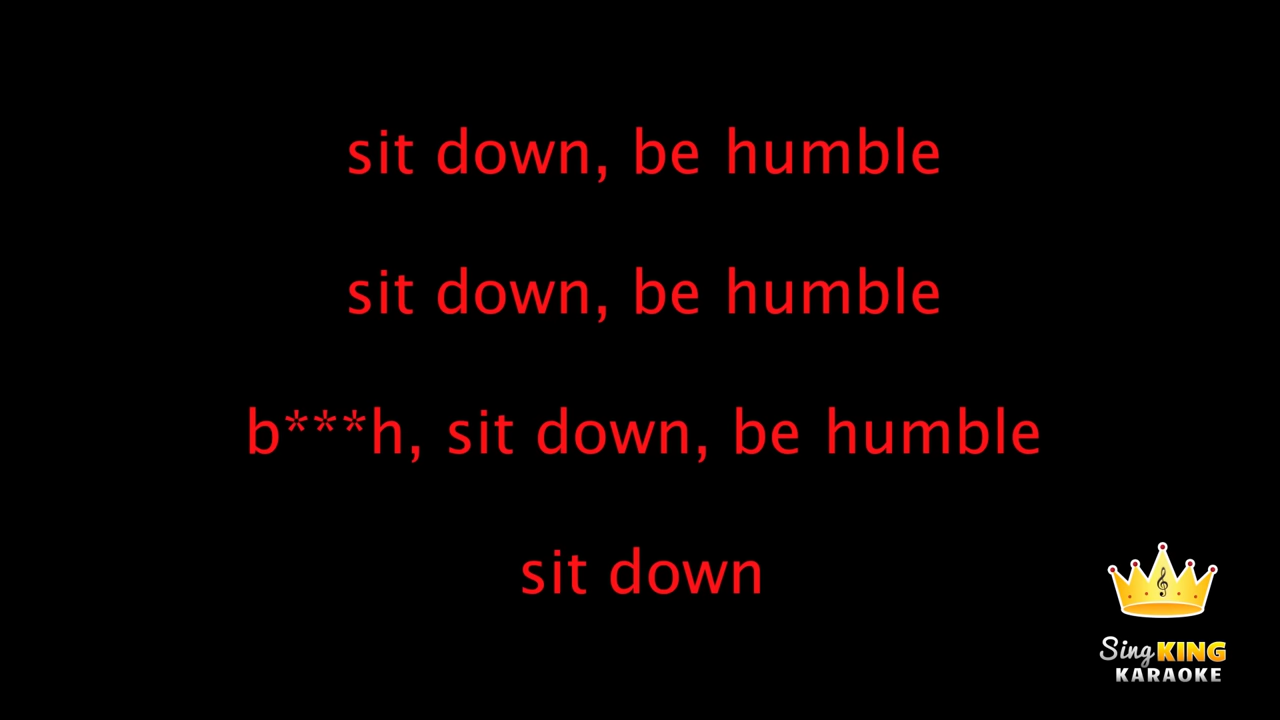 sit down, be humble
sit down, be humble
b***h, sit down, be humble
sit down
Sing KING
KARAOKE